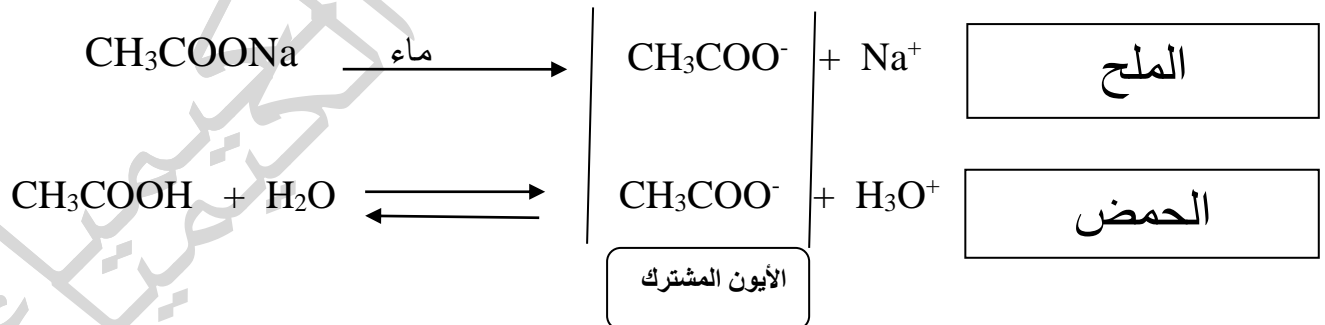 CH₃COONa ماء CH₃COO⁻ + Na⁺ الملح
CH₃COOH + H₂O CH₃COO⁻ + H₃O⁺ الحمض
الأيون المشترك